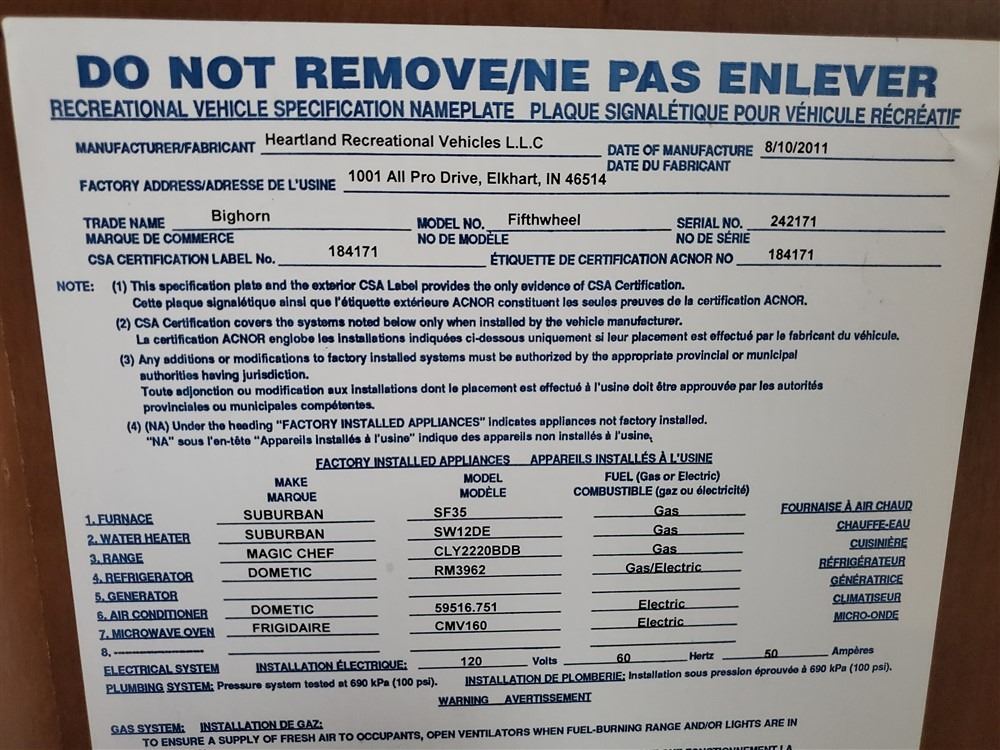 DO NOT REMOVE/NE PAS ENLEVER
RECREATIONAL VEHICLE SPECIFICATION NAMEPLATE PLAQUE SIGNALÉTIQUE POUR VÉHICULE RÉCRÉATIF
MANUFACTURER/FABRICANT Heartland Recreational Vehicles L.L.C DATE OF MANUFACTURE 8/10/2011
DATE DU FABRICANT
FACTORY ADDRESS/ADRESSE DE L'USINE 1001 All Pro Drive, Elkhart, IN 46514
TRADE NAME Bighorn MODEL NO. Fifthwheel SERIAL NO. 242171
MARQUE DE COMMERCE NO DE MODÈLE NO DE SÉRIE
CSA CERTIFICATION LABEL No. 184171 ÉTIQUETTE DE CERTIFICATION ACNOR NO 184171
NOTE: (1) This specification plate and the exterior CSA Label provides the only evidence of CSA Certification.
Cette plaque signalétique ainsi que l'étiquette extérieure ACNOR constituent les seules preuves de la certification ACNOR.
(2) CSA Certification covers the systems noted below only when installed by the vehicle manufacturer.
La certification ACNOR englobe les Installations indiquées ci-dessous uniquement si leur placement est effectué par le fabricant du véhicule.
(3) Any additions or modifications to factory installed systems must be authorized by the appropriate provincial or municipal
authorities having jurisdiction.
Toute adjonction ou modification aux installations dont le placement est effectué à l'usine doit être approuvée par les autorités
provinciales ou municipales compétentes.
(4) (NA) Under the heading "FACTORY INSTALLED APPLIANCES" Indicates appliances not factory installed.
"NA" sous l'en-tête "Appareils installés à l'usine" indique des appareils non installés à l'usine.
FACTORY INSTALLED APPLIANCES APPAREILS INSTALLÉS À L'USINE
MAKE MODEL FUEL (Gas or Electric)
MARQUE MODÈLE COMBUSTIBLE (gaz ou électricité)
1. FURNACE SUBURBAN SF35 Gas FOURNAISE À AIR CHAUD
2. WATER HEATER SUBURBAN SW12DE Gas CHAUFFE-EAU
3. RANGE MAGIC CHEF CLY2220BDB Gas CUISINIÈRE
4. REFRIGERATOR DOMETIC RM3962 Gas/Electric RÉFRIGÉRATEUR
5. GENERATOR GÉNÉRATRICE
6. AIR CONDITIONER DOMETIC 59516.751 Electric CLIMATISEUR
7. MICROWAVE OVEN FRIGIDAIRE CMV160 Electric MICRO-ONDE
8. --------------------
ELECTRICAL SYSTEM INSTALLATION ÉLECTRIQUE: 120 Volts 60 Hertz 50 Ampères
PLUMBING SYSTEM: Pressure system tested at 690 kPa (100 psi). INSTALLATION DE PLOMBERIE: Installation sous pression éprouvée à 690 kPa (100 psi).
WARNING AVERTISSEMENT
GAS SYSTEM: INSTALLATION DE GAZ:
TO ENSURE A SUPPLY OF FRESH AIR TO OCCUPANTS, OPEN VENTILATORS WHEN FUEL-BURNING RANGE AND/OR LIGHTS ARE IN